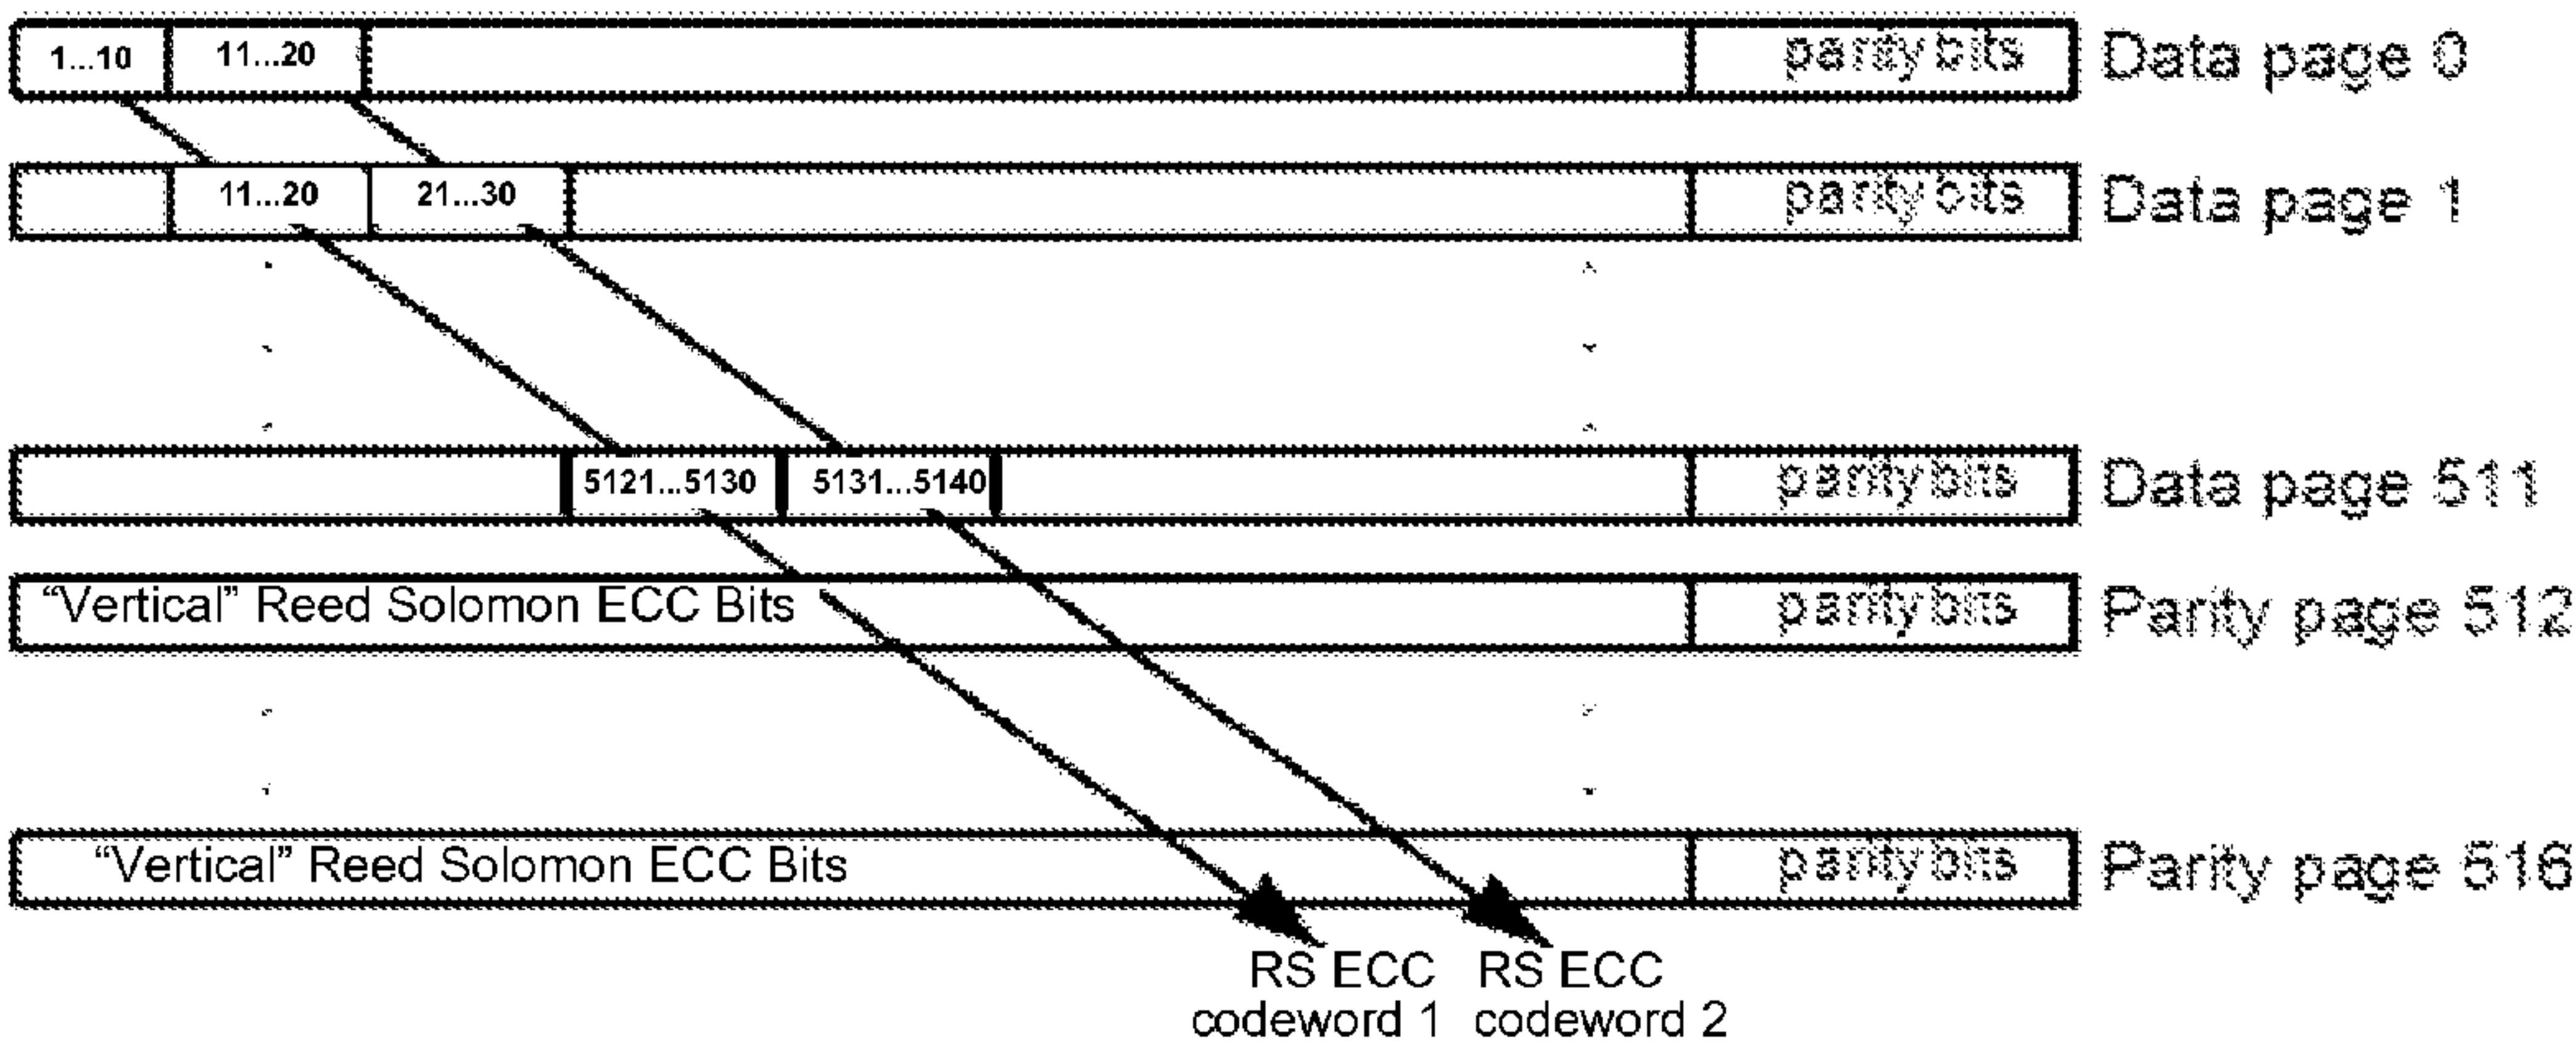 1...10 11...20 parity bits Data page 0
11...20 21...30 parity bits Data page 1
5121...5130 5131...5140 parity bits Data page 511
“Vertical” Reed Solomon ECC Bits parity bits Parity page 512
“Vertical” Reed Solomon ECC Bits parity bits Parity page 516
RS ECC RS ECC
codeword 1 codeword 2